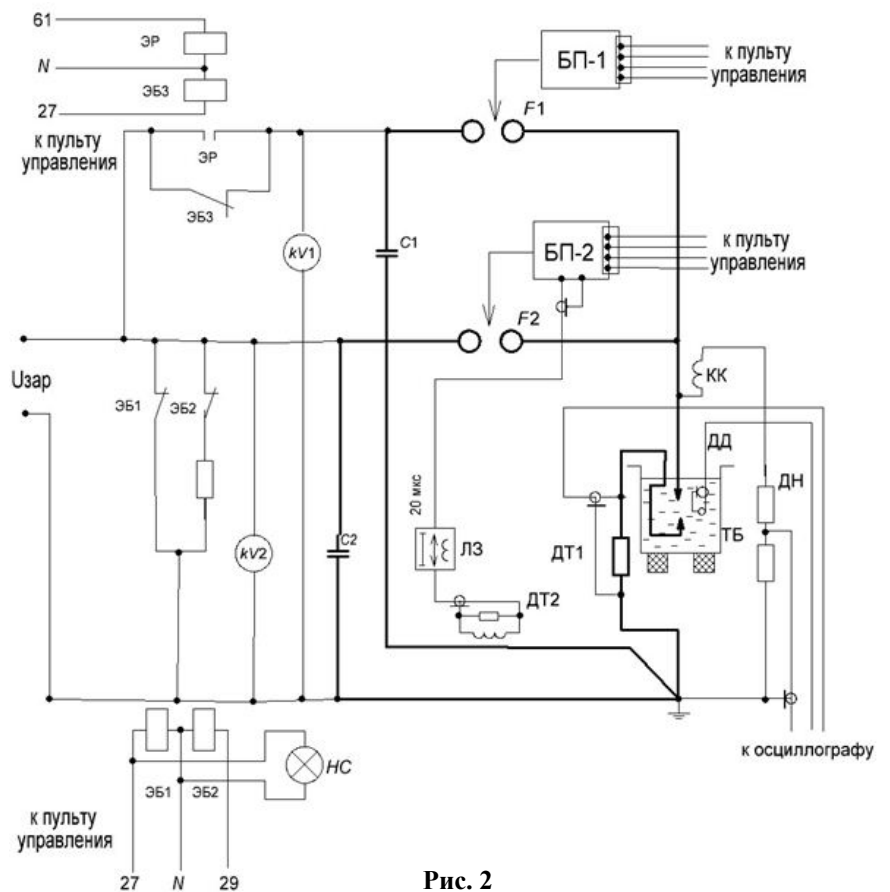 61
ЭР
N
ЭБ3
27
к пульту
управления
ЭР
ЭБ3
БП-1
к пульту
управления
F1
kV1
C1
БП-2
к пульту
управления
F2
Uзар
ЭБ1
ЭБ2
kV2
C2
20 мкс
ЛЗ
ДТ2
КК
ДД
ДН
ТБ
ДТ1
к осциллографу
ЭБ1
ЭБ2
НС
к пульту
управления
27
N
29
Рис. 2